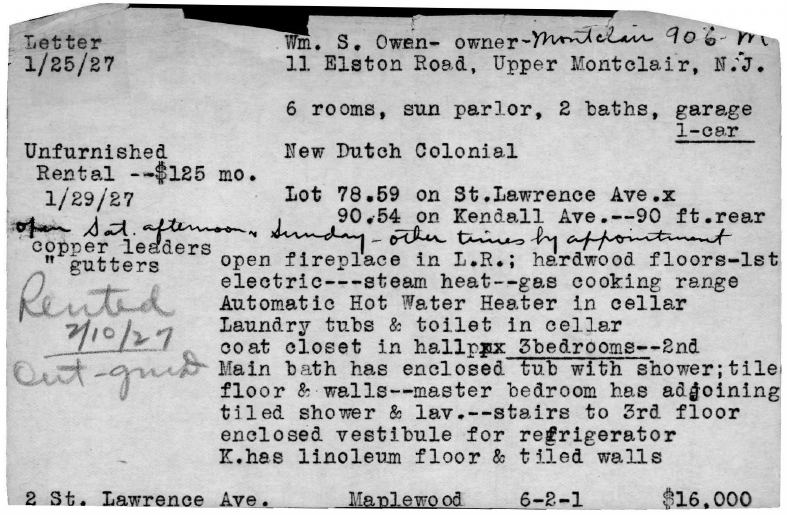 Letter
1/25/27
Wm. S. Owen- owner-Montclair 906-M
11 Elston Road, Upper Montclair, N.J.
6 rooms, sun parlor, 2 baths, garage
1-car
Unfurnished
Rental --$125 mo.
1/29/27
New Dutch Colonial
Lot 78.59 on St.Lawrence Ave.x
90.54 on Kendall Ave.--90 ft.rear
open Sat. afternoon & Sunday - other times by appointment
copper leaders
" gutters
Rented
2/10/27
Out-grnd
open fireplace in L.R.; hardwood floors-1st
electric---steam heat--gas cooking range
Automatic Hot Water Heater in cellar
Laundry tubs & toilet in cellar
coat closet in hallppx 3bedrooms--2nd
Main bath has enclosed tub with shower;tile
floor & walls--master bedroom has adjoining
tiled shower & lav.--stairs to 3rd floor
enclosed vestibule for refrigerator
K.has linoleum floor & tiled walls
2 St. Lawrence Ave. Maplewood 6-2-1 $16,000